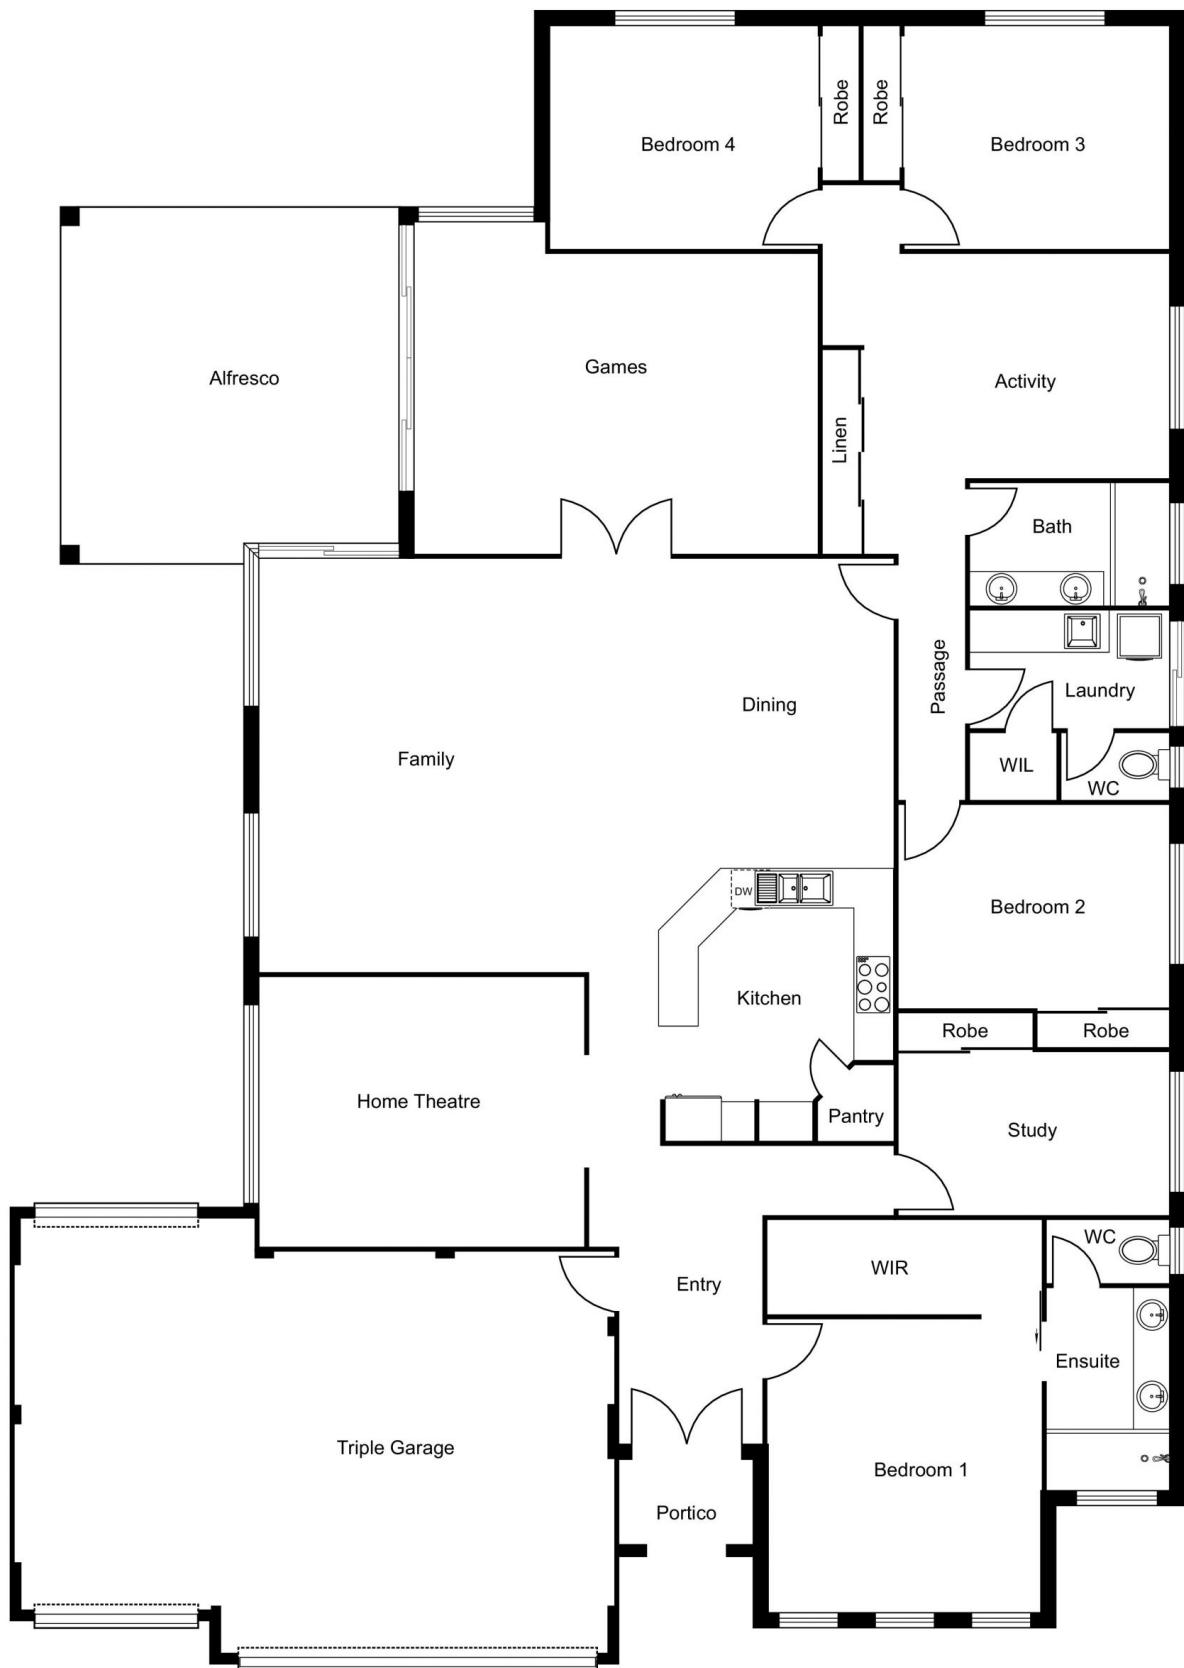 Bedroom 4
Robe
Robe
Bedroom 3
Alfresco
Games
Activity
Linen
Bath
Passage
Laundry
Dining
Family
WIL
WC
DW
Bedroom 2
Kitchen
Robe
Robe
Home Theatre
Pantry
Study
WC
WIR
Entry
Ensuite
Triple Garage
Bedroom 1
Portico